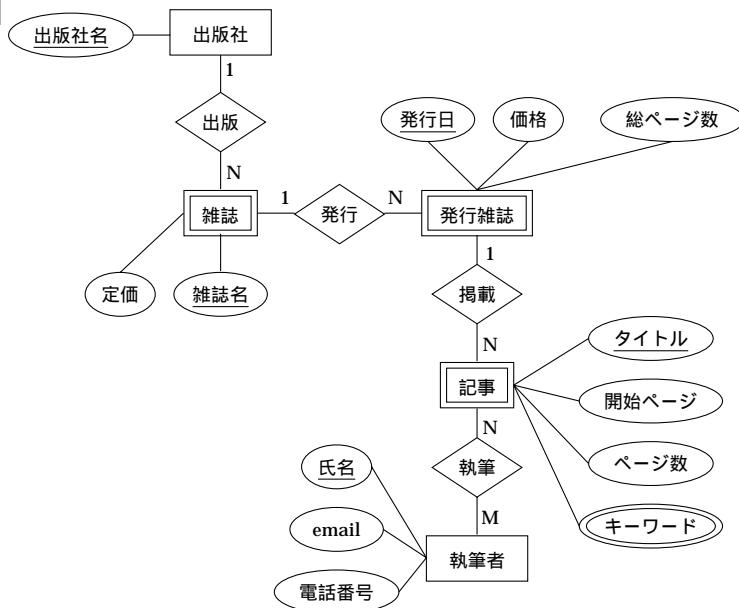 出版社名
出版社
1
出版
N
雑誌
1
発行
N
発行雑誌
発行日
価格
総ページ数
定価
雑誌名
1
掲載
N
記事
タイトル
開始ページ
ページ数
キーワード
N
執筆
M
執筆者
氏名
email
電話番号